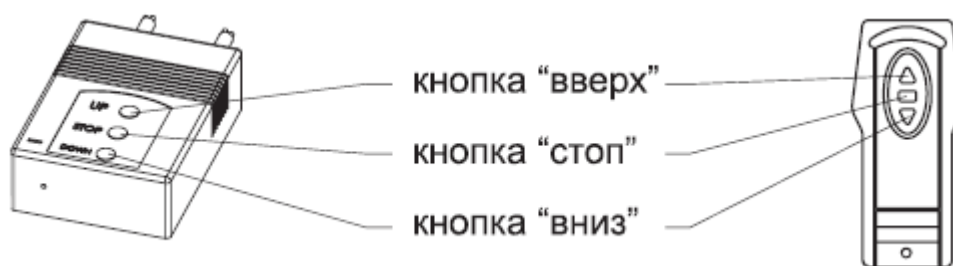 кнопка “вверх”
UP
STOP
кнопка “стоп”
DOWN
кнопка “вниз”